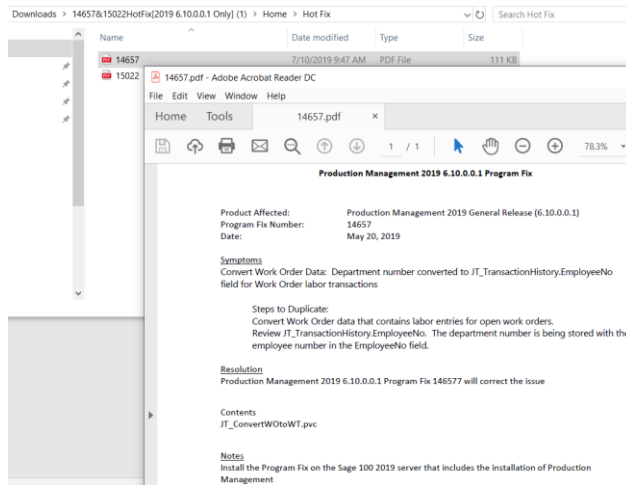 Downloads > 14657&15022HotFix[2019 6.10.0.0.1 Only] (1) > Home > Hot Fix
Search Hot Fix
Name Date modified Type Size
14657 7/10/2019 9:47 AM PDF File 111 KB
15022
14657.pdf - Adobe Acrobat Reader DC
File Edit View Window Help
Home Tools 14657.pdf ×
1 / 1 78.3%
Production Management 2019 6.10.0.0.1 Program Fix
Product Affected: Production Management 2019 General Release (6.10.0.0.1)
Program Fix Number: 14657
Date: May 20, 2019
Symptoms
Convert Work Order Data: Department number converted to JT_TransactionHistory.EmployeeNo
field for Work Order labor transactions
Steps to Duplicate:
Convert Work Order data that contains labor entries for open work orders.
Review JT_TransactionHistory.EmployeeNo. The department number is being stored with the
employee number in the EmployeeNo field.
Resolution
Production Management 2019 6.10.0.0.1 Program Fix 146577 will correct the issue
Contents
JT_ConvertWOtoWT.pvc
Notes
Install the Program Fix on the Sage 100 2019 server that includes the installation of Production
Management